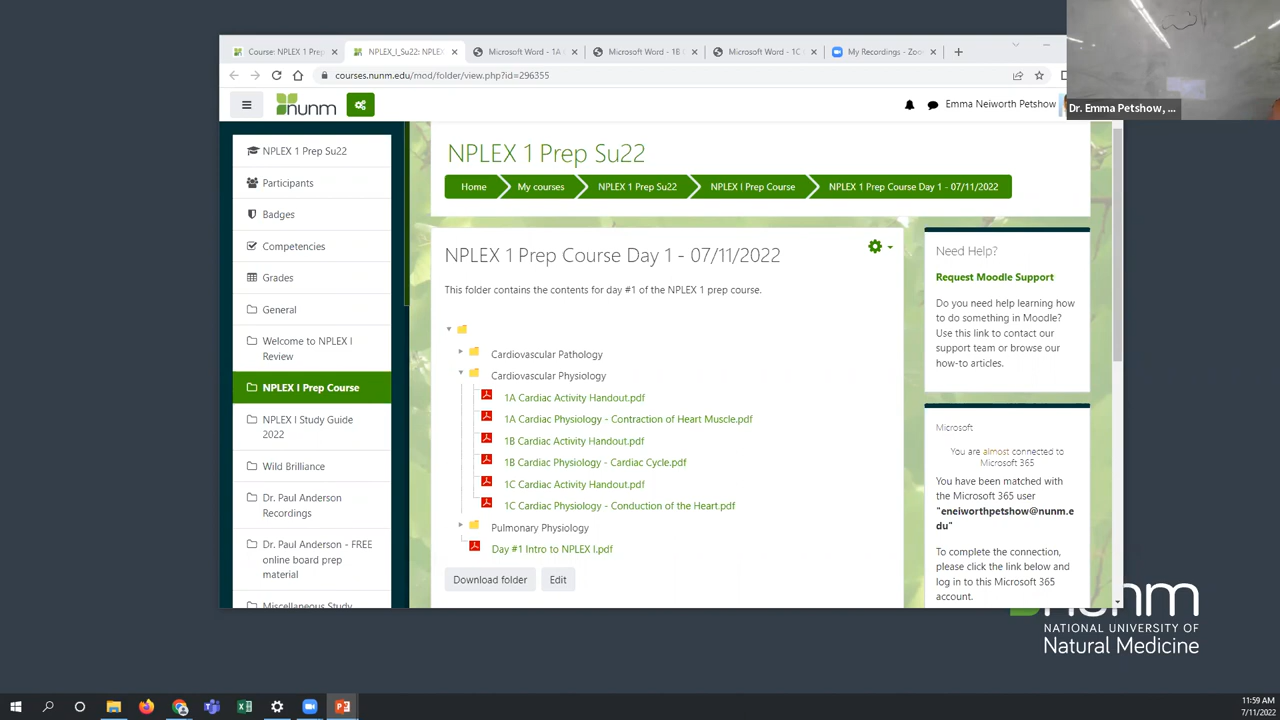 Course: NPLEX 1 Prep
NPLEX_I_Su22: NPLEX
Microsoft Word - 1A
Microsoft Word - 1B
Microsoft Word - 1C
My Recordings - Zoo
courses.nunm.edu/mod/folder/view.php?id=296355
nunm
Emma Neiworth Petshow
Dr. Emma Petshow, ...
NPLEX 1 Prep Su22
Participants
Badges
Competencies
Grades
General
Welcome to NPLEX I
Review
NPLEX I Prep Course
NPLEX I Study Guide
2022
Wild Brilliance
Dr. Paul Anderson
Recordings
Dr. Paul Anderson - FREE
online board prep
material
Miscellaneous Study
NPLEX 1 Prep Su22
Home
My courses
NPLEX 1 Prep Su22
NPLEX I Prep Course
NPLEX 1 Prep Course Day 1 - 07/11/2022
NPLEX 1 Prep Course Day 1 - 07/11/2022
This folder contains the contents for day #1 of the NPLEX 1 prep course.
Cardiovascular Pathology
Cardiovascular Physiology
1A Cardiac Activity Handout.pdf
1A Cardiac Physiology - Contraction of Heart Muscle.pdf
1B Cardiac Activity Handout.pdf
1B Cardiac Physiology - Cardiac Cycle.pdf
1C Cardiac Activity Handout.pdf
1C Cardiac Physiology - Conduction of the Heart.pdf
Pulmonary Physiology
Day #1 Intro to NPLEX I.pdf
Download folder
Edit
Need Help?
Request Moodle Support
Do you need help learning how
to do something in Moodle?
Use this link to contact our
support team or browse our
how-to articles.
Microsoft
You are almost connected to
Microsoft 365
You have been matched with
the Microsoft 365 user
"eneiworthpetshow@nunm.e
du"
To complete the connection,
please click the link below and
log in to this Microsoft 365
account.
nunm
NATIONAL UNIVERSITY OF
Natural Medicine
11:59 AM
7/11/2022